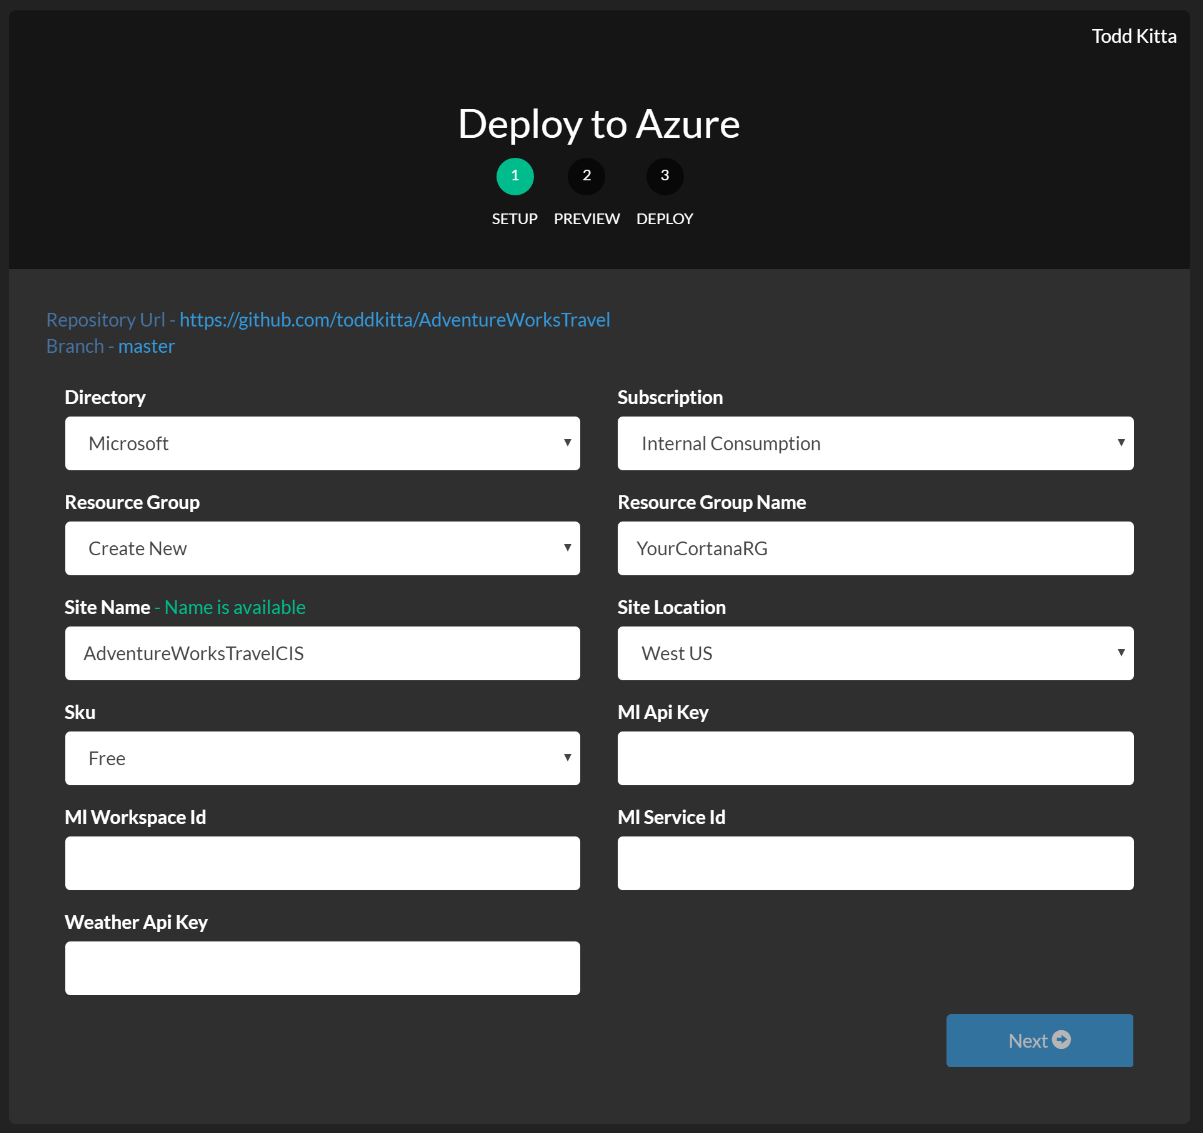 Todd Kitta
Deploy to Azure
1 2 3
SETUP PREVIEW DEPLOY
Repository Url - https://github.com/toddkitta/AdventureWorksTravel
Branch - master
Directory
Microsoft
Subscription
Internal Consumption
Resource Group
Create New
Resource Group Name
YourCortanaRG
Site Name - Name is available
AdventureWorksTravelCIS
Site Location
West US
Sku
Free
Ml Api Key
Ml Workspace Id
Ml Service Id
Weather Api Key
Next